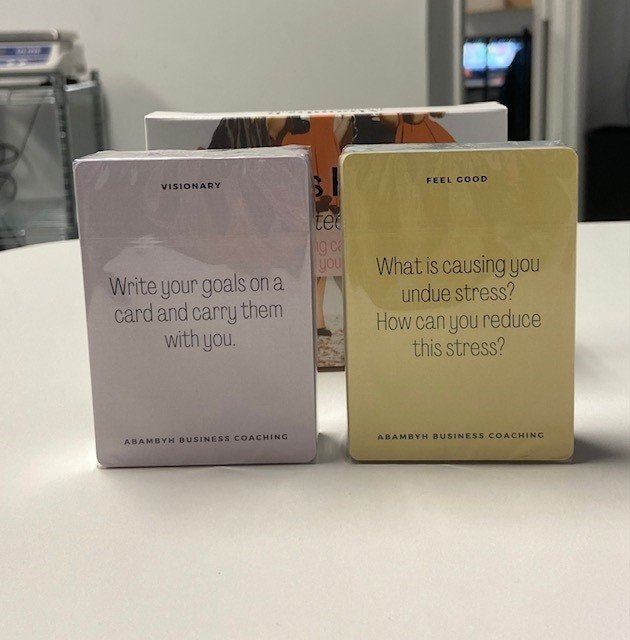 VISIONARY
Write your goals on a
card and carry them
with you.
ABAMBYH BUSINESS COACHING
FEEL GOOD
What is causing you
undue stress?
How can you reduce
this stress?
ABAMBYH BUSINESS COACHING